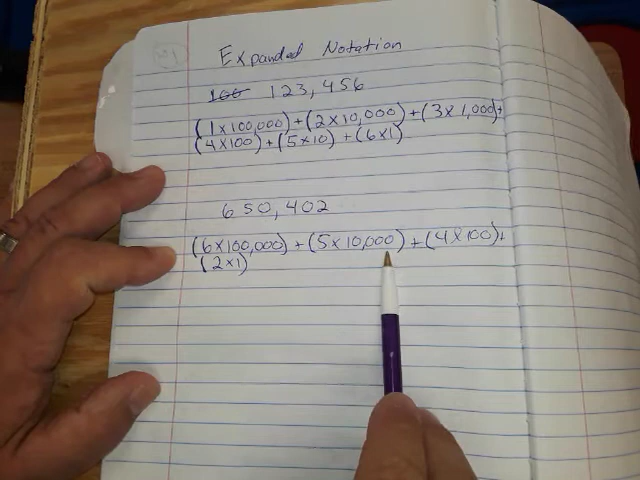 Expanded Notation
100 123,456
(1x100,000)+(2x10,000)+(3x1,000)+
(4x100)+(5x10)+(6x1)
650,402
(6x100,000)+(5x10,000)+(4x100)+
(2x1)